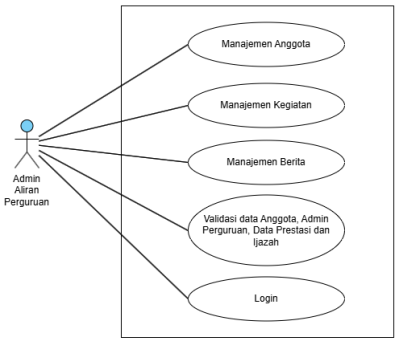 Manajemen Anggota
Manajemen Kegiatan
Admin
Aliran
Perguruan
Manajemen Berita
Validasi data Anggota, Admin
Perguruan, Data Prestasi dan
Ijazah
Login